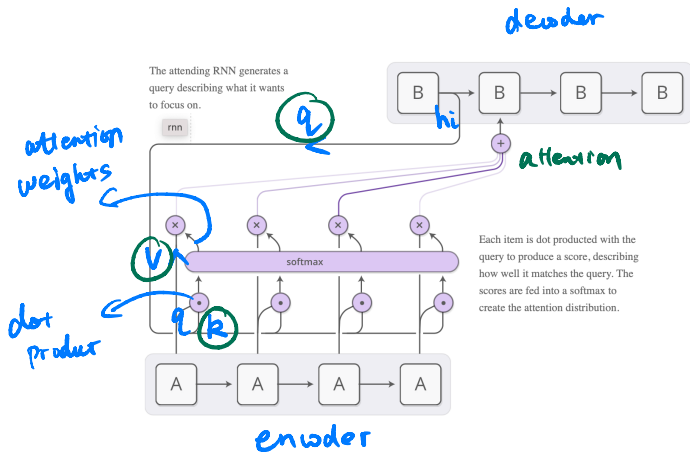 decoder
The attending RNN generates a
query describing what it wants
to focus on.
rnn
q
B
B
B
B
hi
attention
weights
+
attention
×
×
×
×
V
softmax
Each item is dot producted with the
query to produce a score, describing
how well it matches the query. The
scores are fed into a softmax to
create the attention distribution.
dot
product
q
k
A
A
A
A
encoder